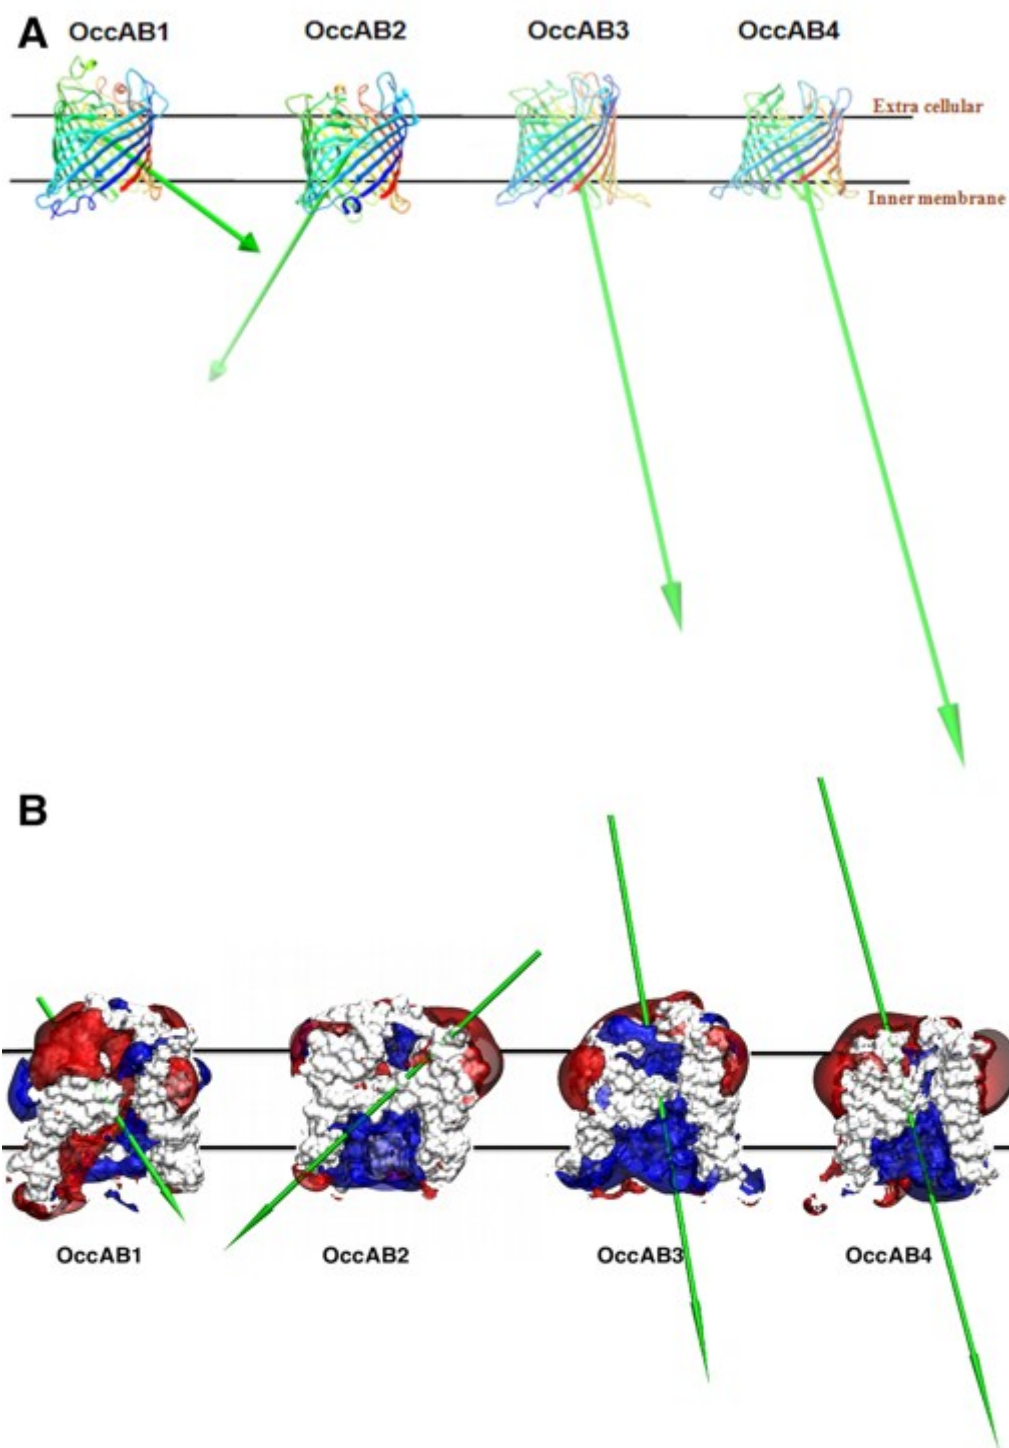 A
OccAB1 OccAB2 OccAB3 OccAB4
Extra cellular
Inner membrane
B
OccAB1 OccAB2 OccAB3 OccAB4